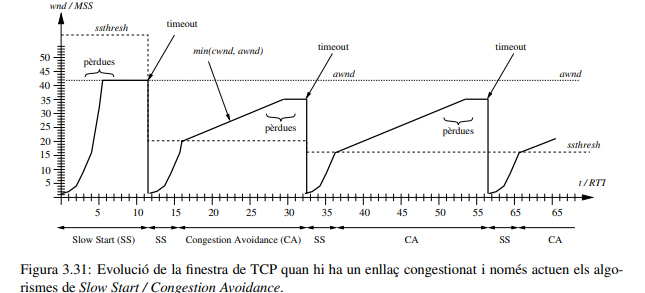 wnd / MSS
ssthresh
timeout
pèrdues
min(cwnd, awnd)
timeout
timeout
awnd
awnd
50
45
40
35
30
25
20
15
10
5
pèrdues
pèrdues
ssthresh
t / RTT
5 10 15 20 25 30 35 40 45 50 55 65 65
Slow Start (SS) SS Congestion Avoidance (CA) SS CA SS CA
Figura 3.31: Evolució de la finestra de TCP quan hi ha un enllaç congestionat i només actuen els algo-
rismes de Slow Start / Congestion Avoidance.